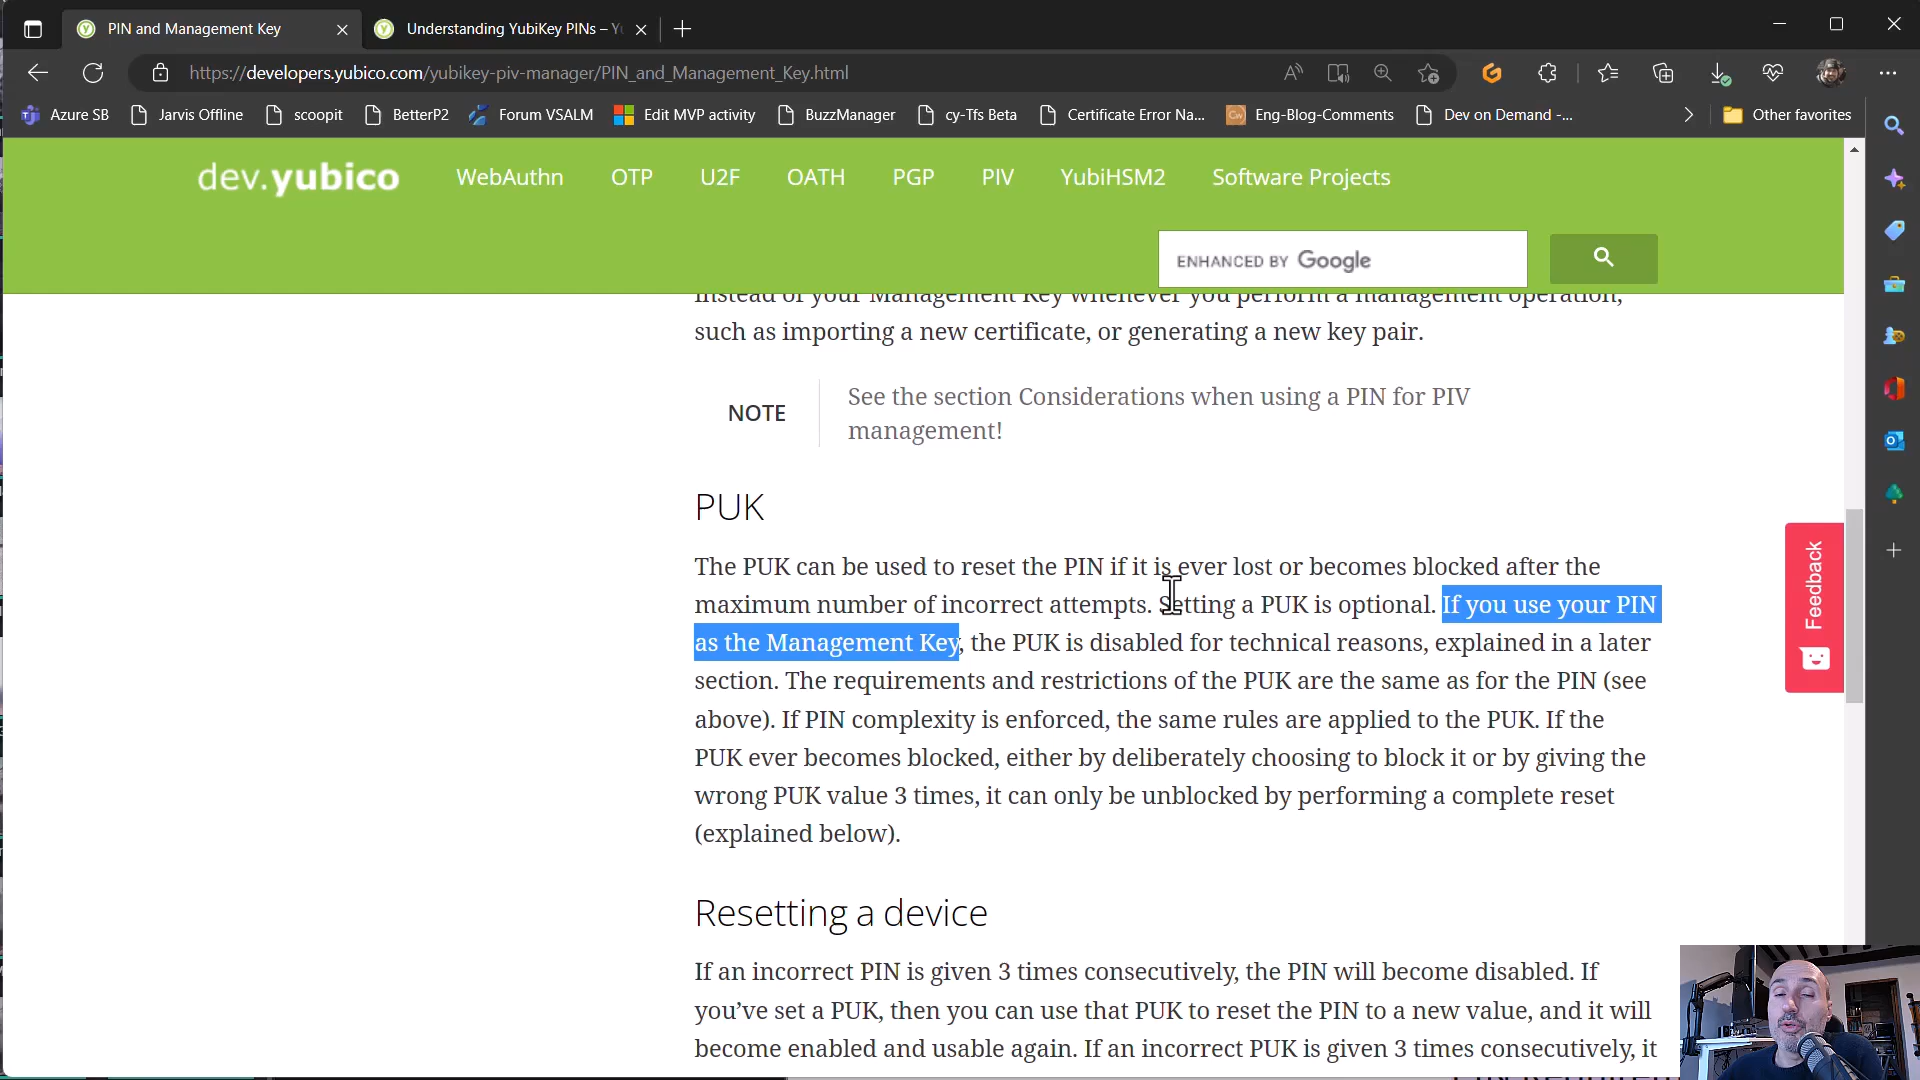 PIN and Management Key
Understanding YubiKey PINs – Yu
https://developers.yubico.com/yubikey-piv-manager/PIN_and_Management_Key.html
Azure SB
Jarvis Offline
scoopit
BetterP2
Forum VSALM
Edit MVP activity
BuzzManager
cy-Tfs Beta
Certificate Error Na...
Eng-Blog-Comments
Dev on Demand -...
Other favorites
dev.yubico
WebAuthn
OTP
U2F
OATH
PGP
PIV
YubiHSM2
Software Projects
ENHANCED BY Google
instead of your Management Key whenever you perform a management operation,
such as importing a new certificate, or generating a new key pair.
NOTE
See the section Considerations when using a PIN for PIV
management!
PUK
The PUK can be used to reset the PIN if it is ever lost or becomes blocked after the
maximum number of incorrect attempts. Setting a PUK is optional. If you use your PIN
as the Management Key, the PUK is disabled for technical reasons, explained in a later
section. The requirements and restrictions of the PUK are the same as for the PIN (see
above). If PIN complexity is enforced, the same rules are applied to the PUK. If the
PUK ever becomes blocked, either by deliberately choosing to block it or by giving the
wrong PUK value 3 times, it can only be unblocked by performing a complete reset
(explained below).
Feedback
Resetting a device
If an incorrect PIN is given 3 times consecutively, the PIN will become disabled. If
you’ve set a PUK, then you can use that PUK to reset the PIN to a new value, and it will
become enabled and usable again. If an incorrect PUK is given 3 times consecutively, it